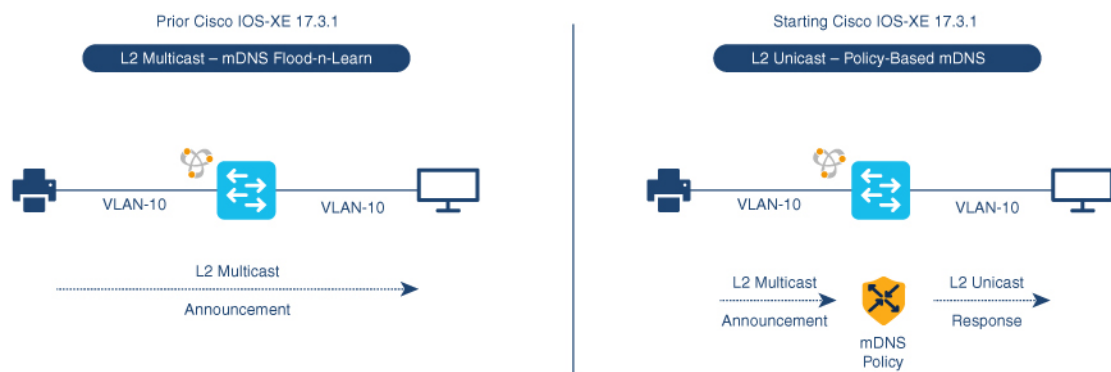 Prior Cisco IOS-XE 17.3.1
L2 Multicast – mDNS Flood-n-Learn
VLAN-10
VLAN-10
L2 Multicast
Announcement
Starting Cisco IOS-XE 17.3.1
L2 Unicast – Policy-Based mDNS
VLAN-10
VLAN-10
L2 Multicast
Announcement
mDNS
Policy
L2 Unicast
Response